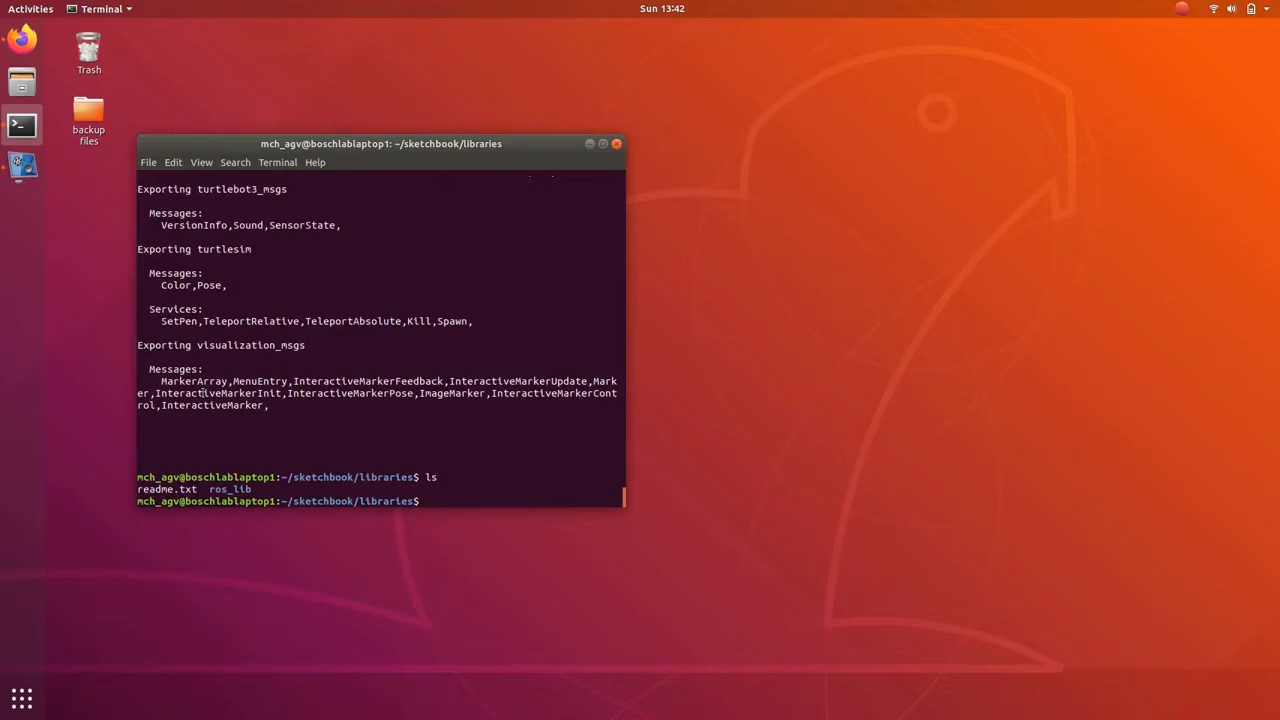 Activities
Terminal
Sun 13:42
Trash
backup
files
mch_agv@boschlablaptop1: ~/sketchbook/libraries
File Edit View Search Terminal Help
Exporting turtlebot3_msgs
Messages:
VersionInfo,Sound,SensorState,
Exporting turtlesim
Messages:
Color,Pose,
Services:
SetPen,TeleportRelative,TeleportAbsolute,Kill,Spawn,
Exporting visualization_msgs
Messages:
MarkerArray,MenuEntry,InteractiveMarkerFeedback,InteractiveMarkerUpdate,Mark
er,InteractiveMarkerInit,InteractiveMarkerPose,ImageMarker,InteractiveMarkerCont
rol,InteractiveMarker,
mch_agv@boschlablaptop1:~/sketchbook/libraries$ ls
readme.txt ros_lib
mch_agv@boschlablaptop1:~/sketchbook/libraries$